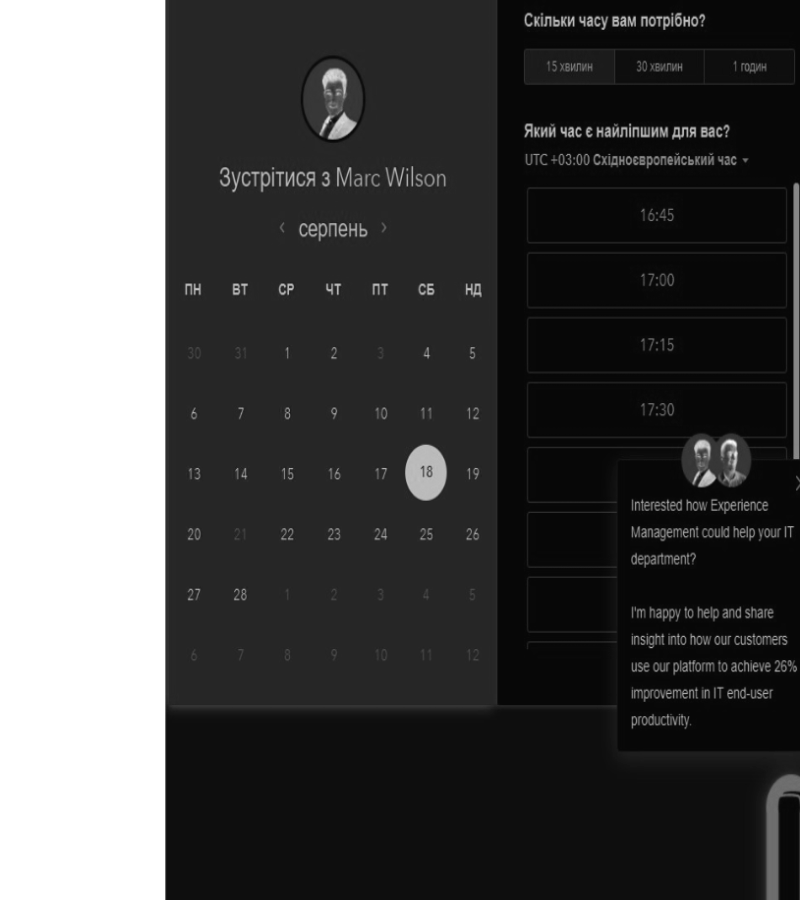 Зустрітися з Marc Wilson
‹ серпень ›
ПН ВТ СР ЧТ ПТ СБ НД
30 31 1 2 3 4 5
6 7 8 9 10 11 12
13 14 15 16 17 18 19
20 21 22 23 24 25 26
27 28 1 2 3 4 5
6 7 8 9 10 11 12
Скільки часу вам потрібно?
15 хвилин 30 хвилин 1 годин
Який час є найліпшим для вас?
UTC +03:00 Східноєвропейський час
16:45
17:00
17:15
17:30
Interested how Experience
Management could help your IT
department?
I'm happy to help and share
insight into how our customers
use our platform to achieve 26%
improvement in IT end-user
productivity.